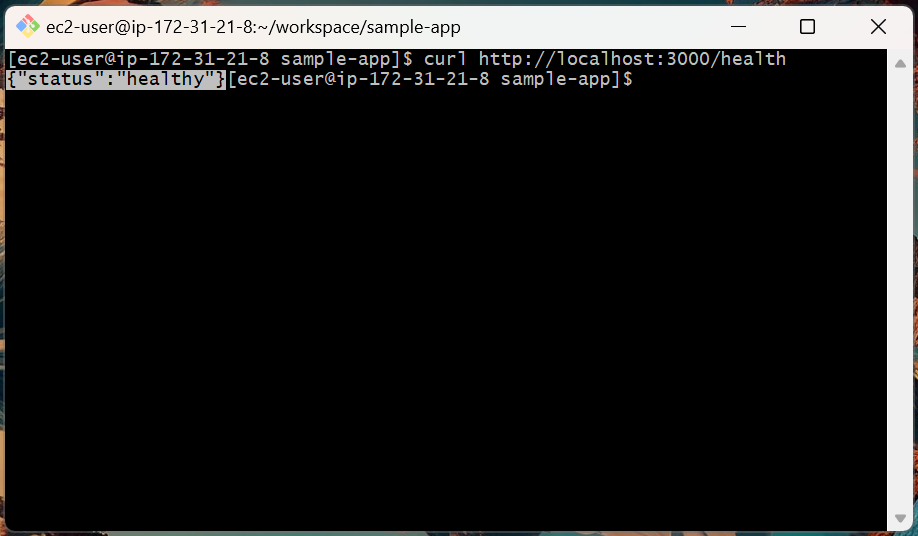 ec2-user@ip-172-31-21-8:~/workspace/sample-app
[ec2-user@ip-172-31-21-8 sample-app]$ curl http://localhost:3000/health
{"status":"healthy"}[ec2-user@ip-172-31-21-8 sample-app]$